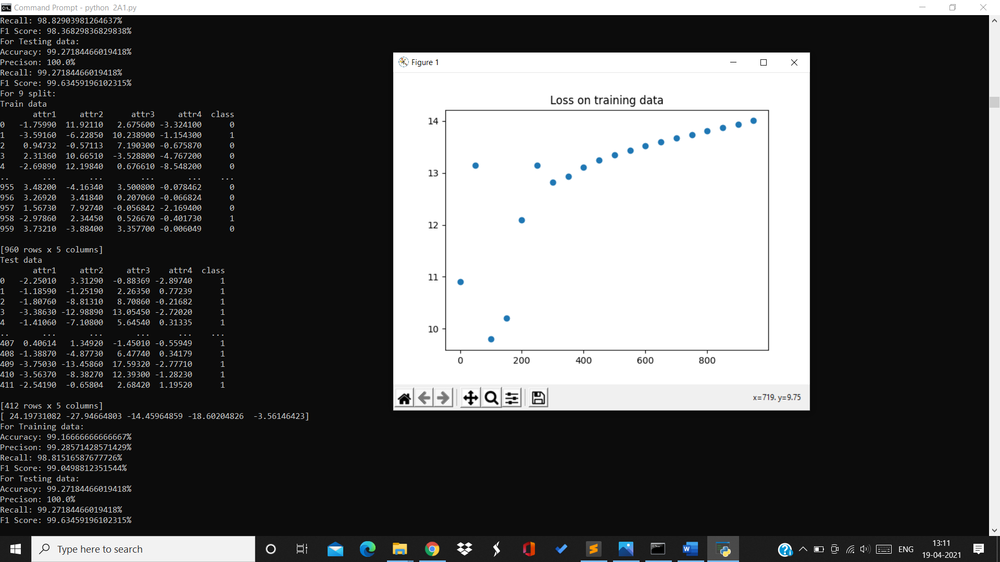 Command Prompt - python  2A1.py
Recall: 98.82903981264637%
F1 Score: 98.36829836829838%
For Testing data:
Accuracy: 99.27184466019418%
Precison: 100.0%
Recall: 99.27184466019418%
F1 Score: 99.63459196102315%
For 9 split:
Train data
attr1 attr2 attr3 attr4 class
0 -1.75990 11.92110 2.675600 -3.324100 0
1 -3.59160 -6.22850 10.238900 -1.154300 1
2 0.94732 -0.57113 7.190300 -0.675870 0
3 2.31360 10.66510 -3.528800 -4.767200 0
4 -2.69890 12.19840 0.676610 -8.548200 0
.. ... ... ... ... ...
955 3.48200 -4.16340 3.500800 -0.078462 0
956 3.26920 3.41840 0.207060 -0.066824 0
957 1.56730 7.92740 -0.056842 -2.169400 0
958 -2.97860 2.34450 0.526670 -0.401730 1
959 3.73210 -3.88400 3.357700 -0.006049 0
[960 rows x 5 columns]
Test data
attr1 attr2 attr3 attr4 class
0 -2.25010 3.31290 -0.88369 -2.89740 1
1 -1.18590 -1.25190 2.26350 0.77239 1
2 -1.80760 -8.81310 8.70860 -0.21682 1
3 -3.38630 -12.98890 13.05450 -2.72020 1
4 -1.41060 -7.10800 5.64540 0.31335 1
.. ... ... ... ... ...
407 0.40614 1.34920 -1.45010 -0.55949 1
408 -1.38870 -4.87730 6.47740 0.34179 1
409 -3.75030 -13.45860 17.59320 -2.77710 1
410 -3.56370 -8.38270 12.39300 -1.28230 1
411 -2.54190 -0.65804 2.68420 1.19520 1
[412 rows x 5 columns]
[ 24.19731082 -27.94664803 -14.45964859 -18.60204826  -3.56146423]
For Training data:
Accuracy: 99.16666666666667%
Precison: 99.28571428571429%
Recall: 98.81516587677726%
F1 Score: 99.0498812351544%
For Testing data:
Accuracy: 99.27184466019418%
Precison: 100.0%
Recall: 99.27184466019418%
F1 Score: 99.63459196102315%
Figure 1
Loss on training data
14
13
12
11
10
0 200 400 600 800
x=719. y=9.75
Type here to search
ENG
13:11
19-04-2021